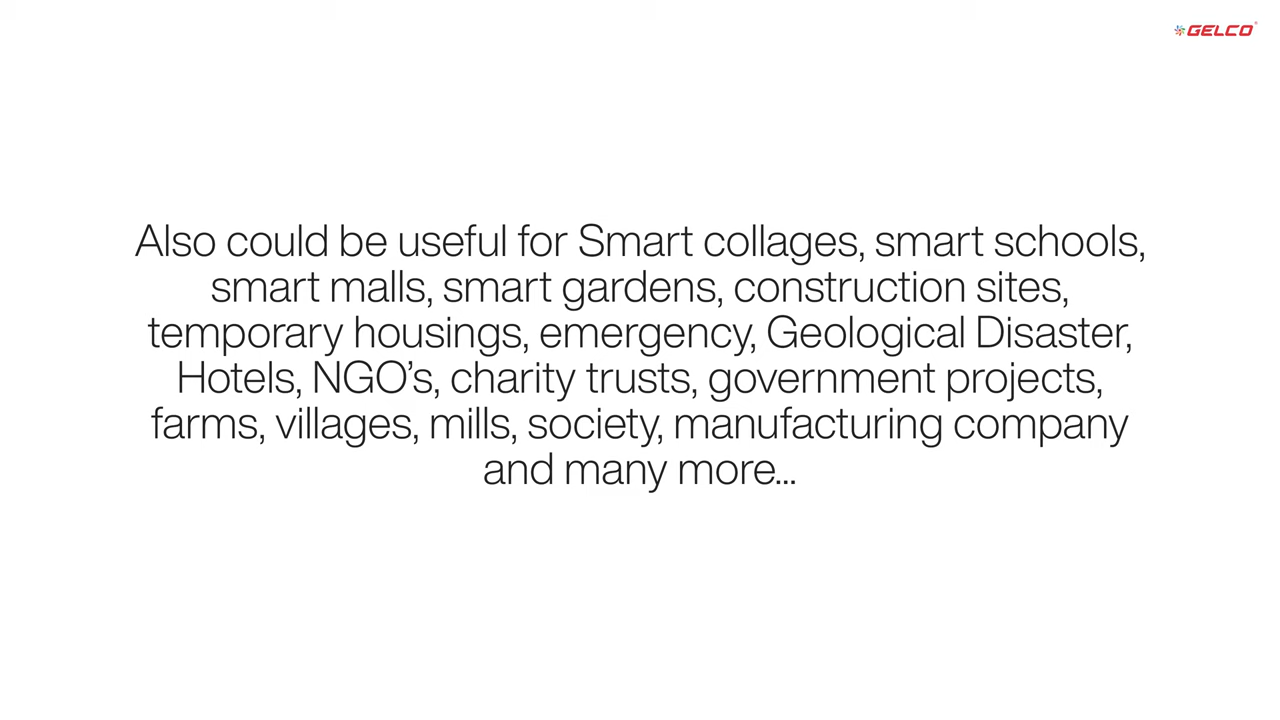 GELCO
Also could be useful for Smart collages, smart schools,
smart malls, smart gardens, construction sites,
temporary housings, emergency, Geological Disaster,
Hotels, NGO’s, charity trusts, government projects,
farms, villages, mills, society, manufacturing company
and many more...